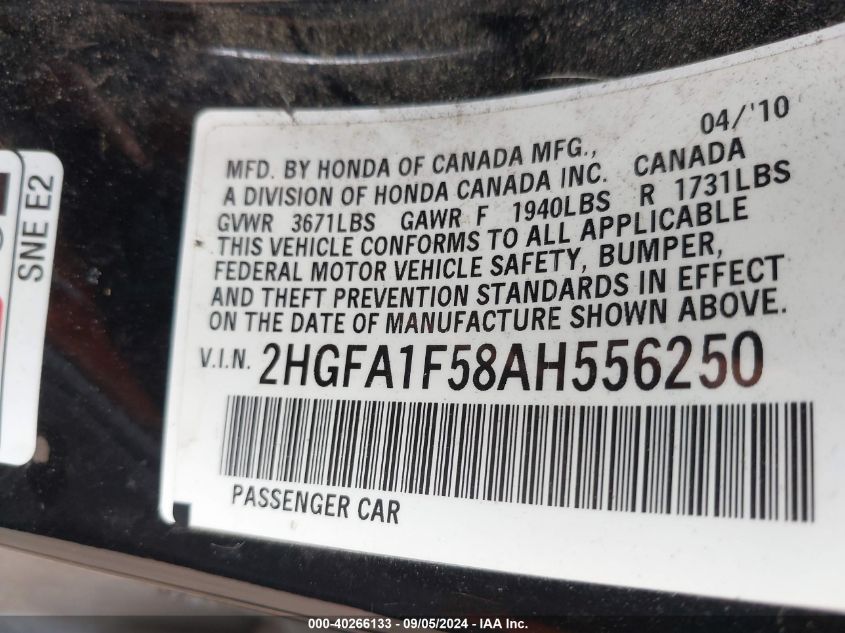 04/'10
MFD. BY HONDA OF CANADA MFG.,
A DIVISION OF HONDA CANADA INC. CANADA
GVWR 3671LBS GAWR F 1940LBS R 1731LBS
THIS VEHICLE CONFORMS TO ALL APPLICABLE
FEDERAL MOTOR VEHICLE SAFETY, BUMPER,
AND THEFT PREVENTION STANDARDS IN EFFECT
ON THE DATE OF MANUFACTURE SHOWN ABOVE.
V.I.N. 2HGFA1F58AH556250
PASSENGER CAR
SNE E2
000-40266133 - 09/05/2024 - IAA Inc.